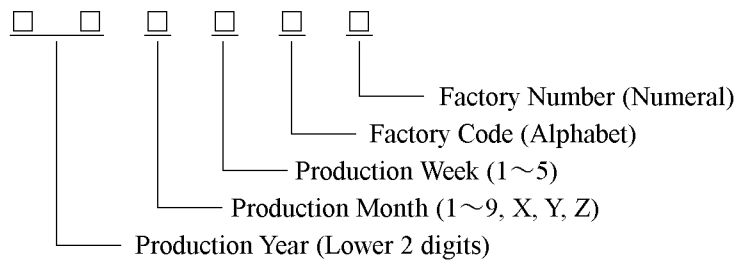 □ □ □ □ □ □
Factory Number (Numeral)
Factory Code (Alphabet)
Production Week (1～5)
Production Month (1～9, X, Y, Z)
Production Year (Lower 2 digits)